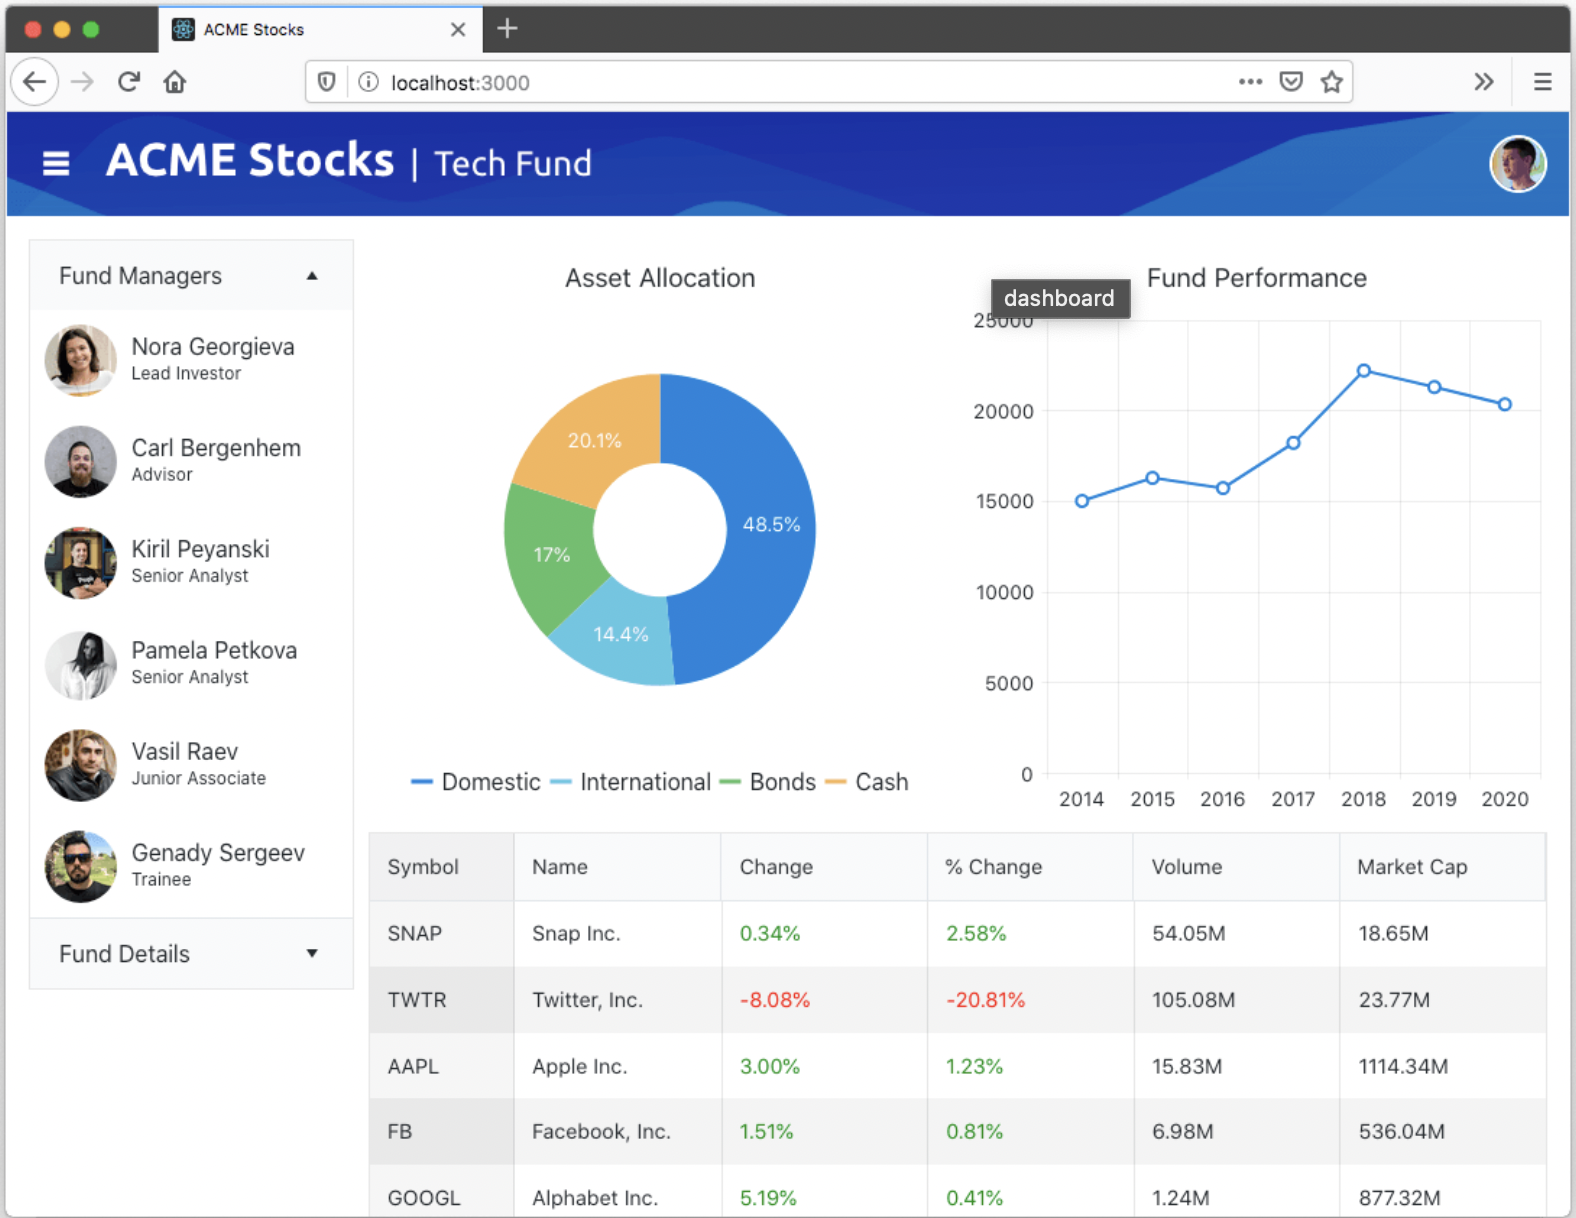 ACME Stocks
localhost:3000
ACME Stocks | Tech Fund
Fund Managers
Nora Georgieva
Lead Investor
Carl Bergenhem
Advisor
Kiril Peyanski
Senior Analyst
Pamela Petkova
Senior Analyst
Vasil Raev
Junior Associate
Genady Sergeev
Trainee
Fund Details
Asset Allocation
20.1%
48.5%
17%
14.4%
Domestic International Bonds Cash
Fund Performance
dashboard
25000
20000
15000
10000
5000
0
2014 2015 2016 2017 2018 2019 2020
Symbol Name Change % Change Volume Market Cap
SNAP Snap Inc. 0.34% 2.58% 54.05M 18.65M
TWTR Twitter, Inc. -8.08% -20.81% 105.08M 23.77M
AAPL Apple Inc. 3.00% 1.23% 15.83M 1114.34M
FB Facebook, Inc. 1.51% 0.81% 6.98M 536.04M
GOOGL Alphabet Inc. 5.19% 0.41% 1.24M 877.32M